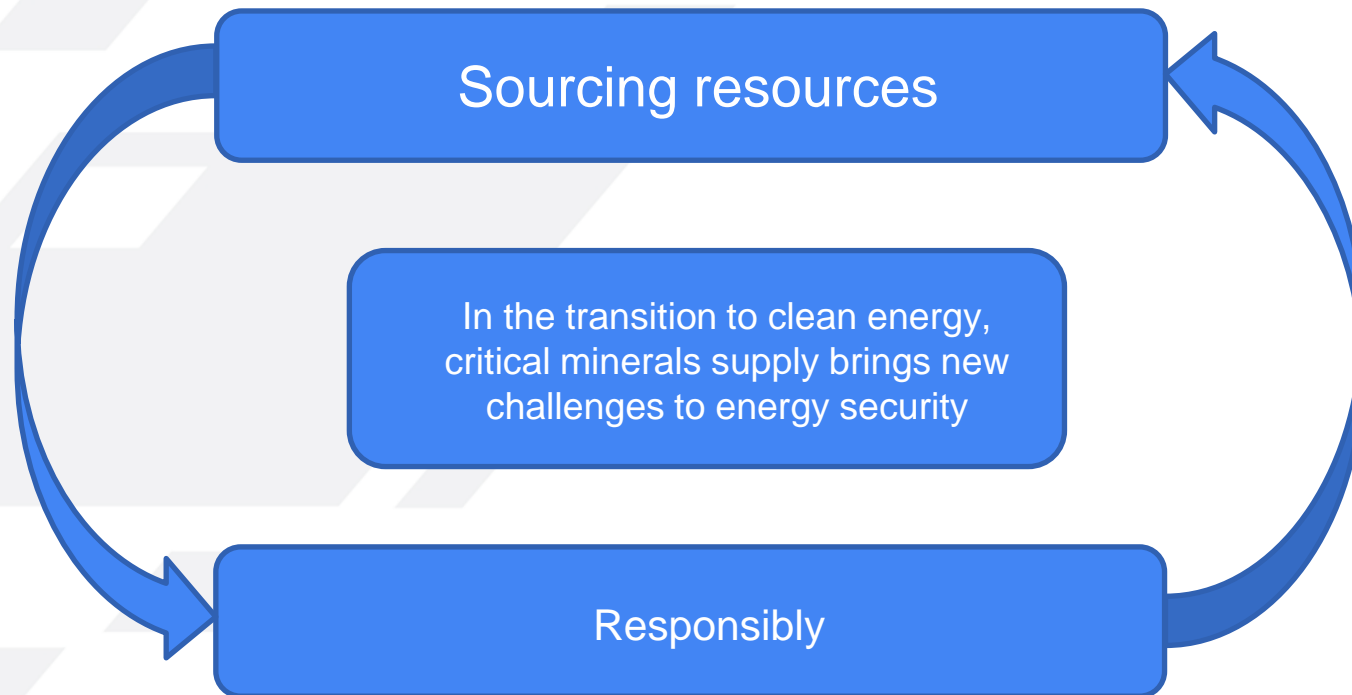 Sourcing resources
In the transition to clean energy,
critical minerals supply brings new
challenges to energy security
Responsibly